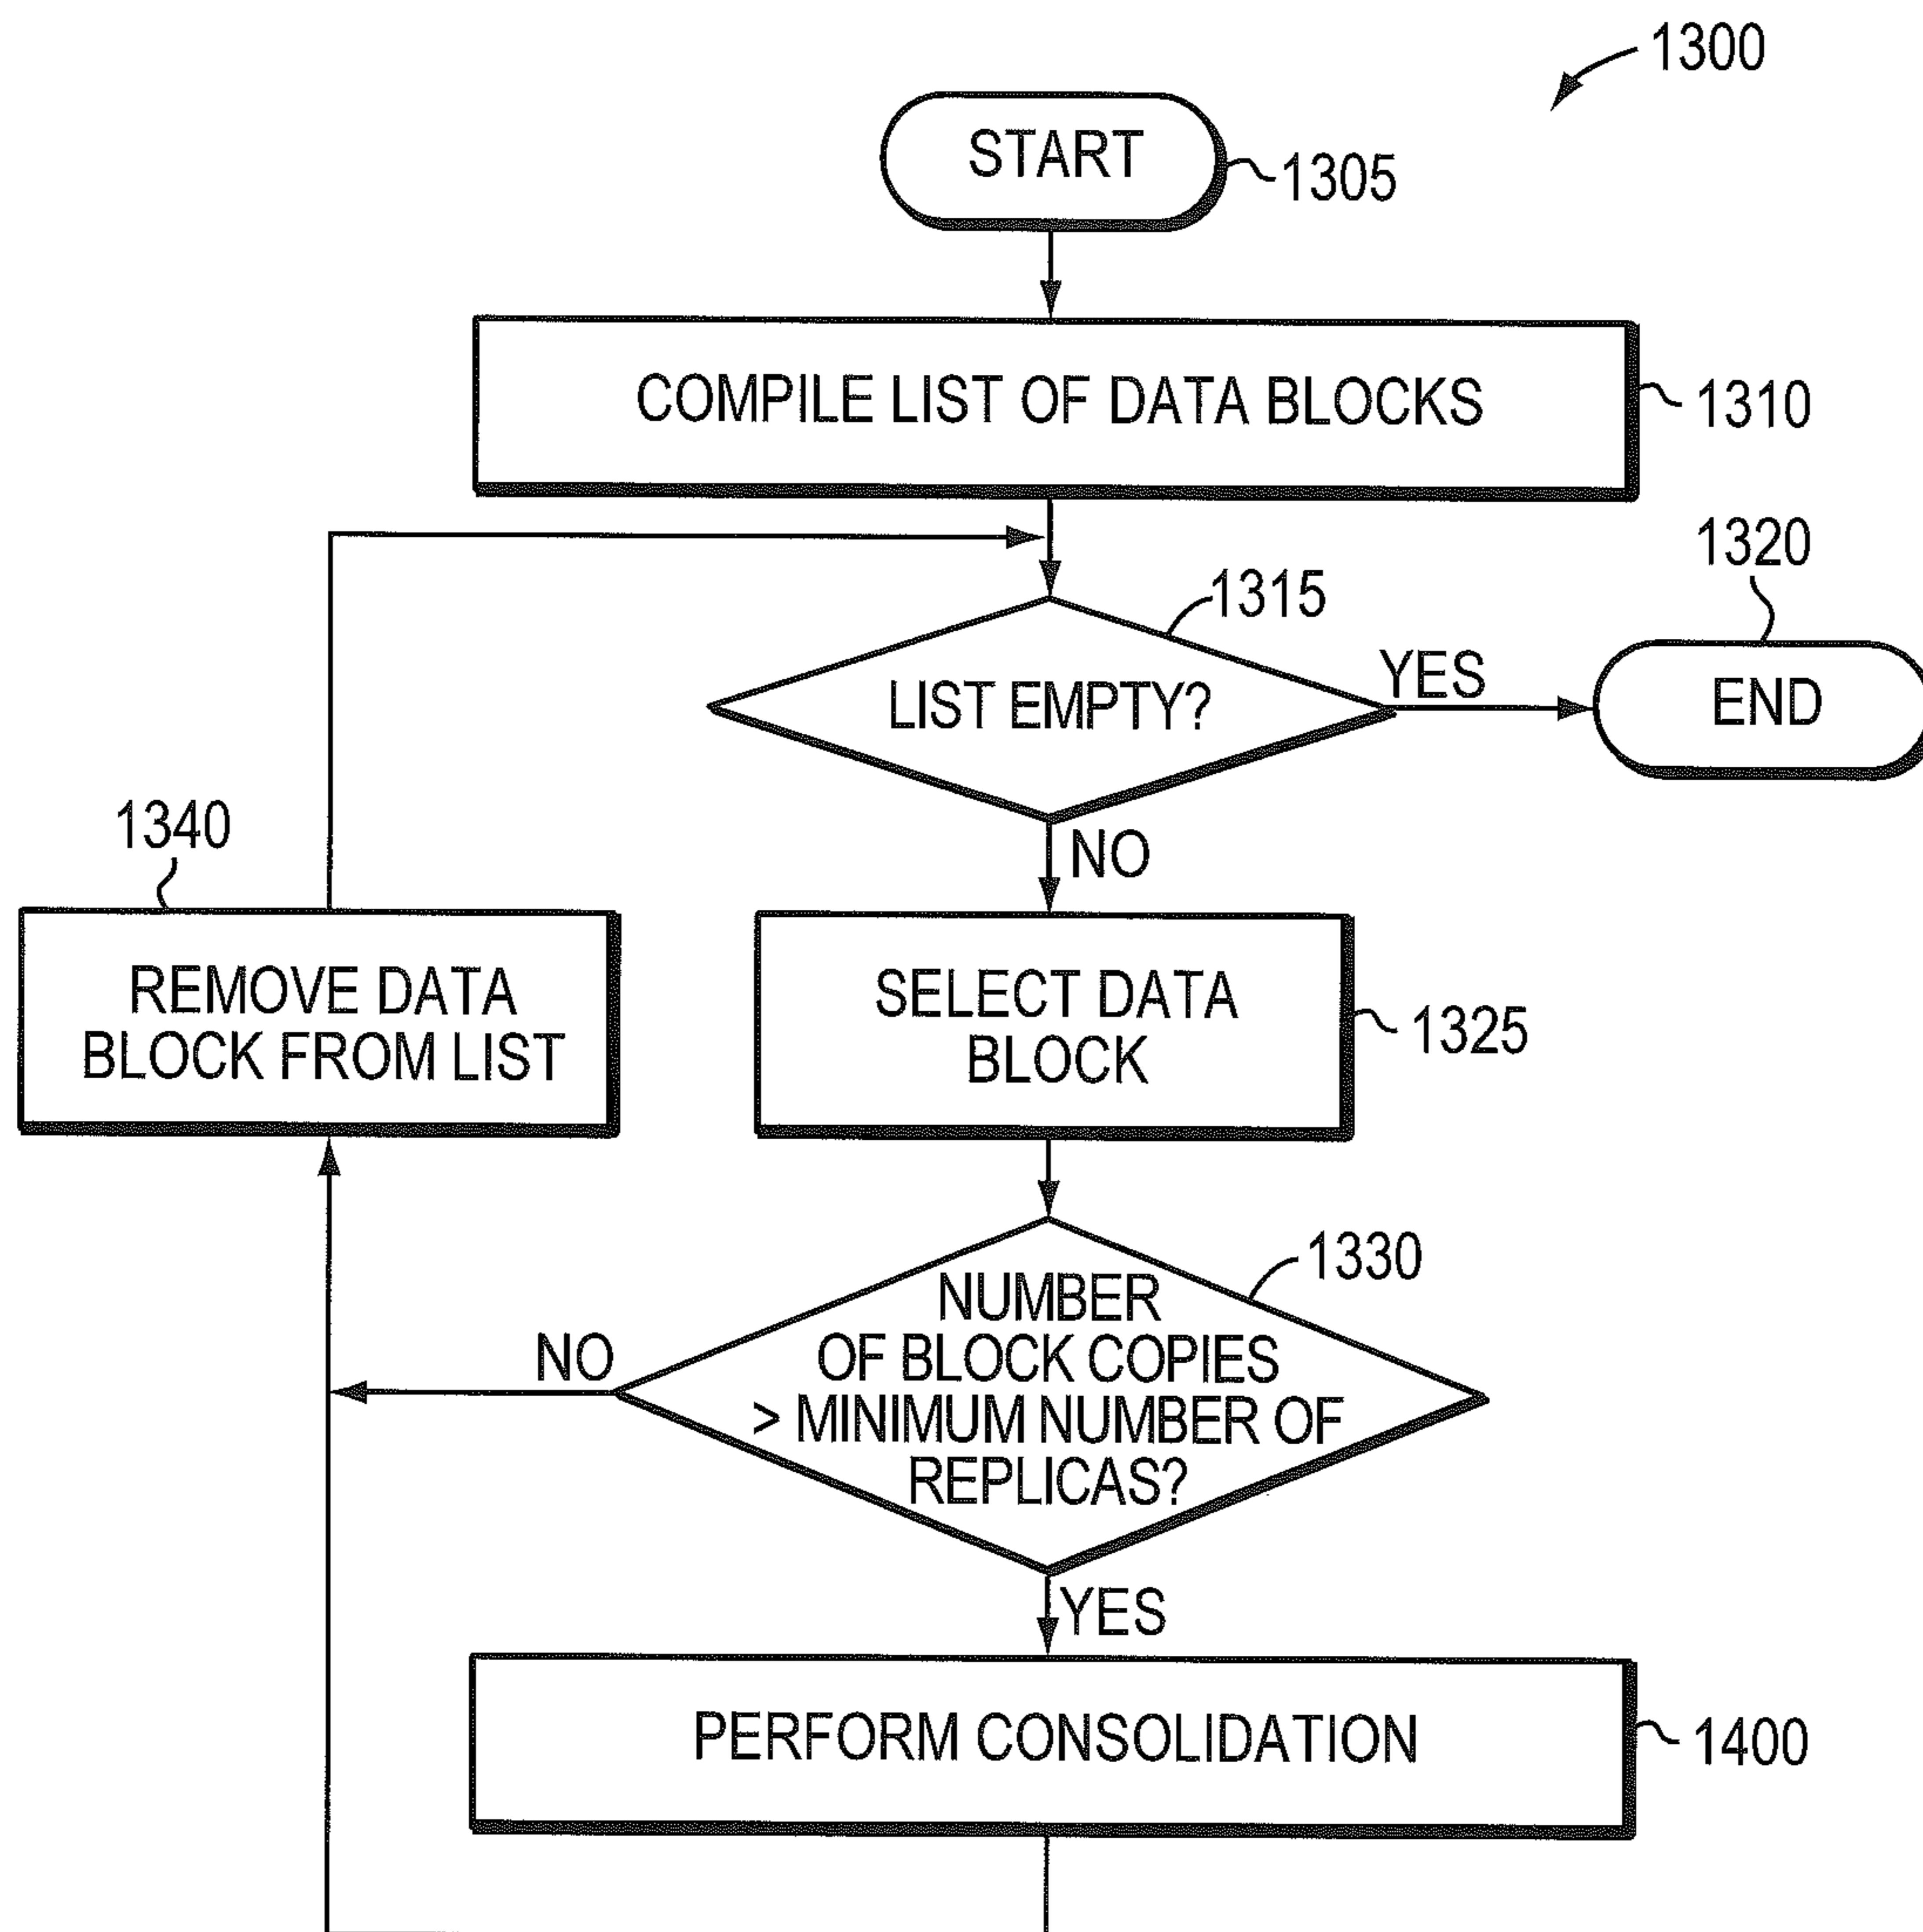 1300
START
1305
COMPILE LIST OF DATA BLOCKS
1310
1320
1315
YES
LIST EMPTY?
END
1340
NO
REMOVE DATA
BLOCK FROM LIST
SELECT DATA
BLOCK
1325
1330
NUMBER
OF BLOCK COPIES
> MINIMUM NUMBER OF
REPLICAS?
NO
YES
PERFORM CONSOLIDATION
1400